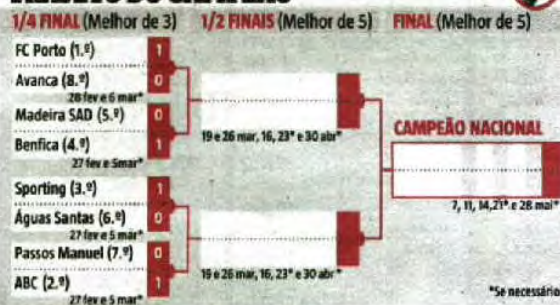 1/4 FINAL (Melhor de 3) 1/2 FINAIS (Melhor de 5) FINAL (Melhor de 5)
FC Porto (1.º) 1
Avanca (8.º) 0
28 fev e 6 mar*
Madeira SAD (5.º) 0
Benfica (4.º) 1
27 fev e 5mar*
19 e 26 mar, 16, 23* e 30 abr*
CAMPEÃO NACIONAL
7, 11, 14, 21* e 28 mai*
Sporting (3.º) 1
Águas Santas (6.º) 0
27 fev e 5 mar*
Passos Manuel (7.º) 0
ABC (2.º) 1
27 fev e 5 mar*
19 e 26 mar, 16, 23* e 30 abr*
*Se necessário